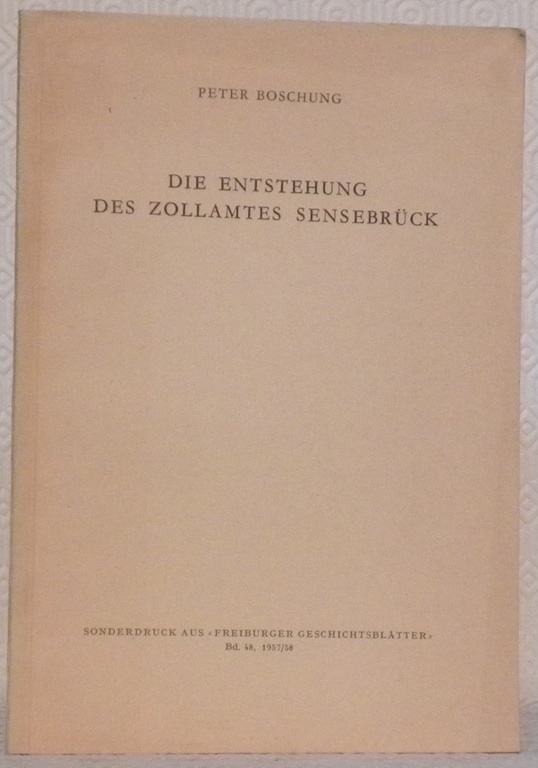 PETER BOSCHUNG
DIE ENTSTEHUNG
DES ZOLLAMTES SENSEBRÜCK
SONDERDRUCK AUS «FREIBURGER GESCHICHTSBLÄTTER»
Bd. 48, 1957/58